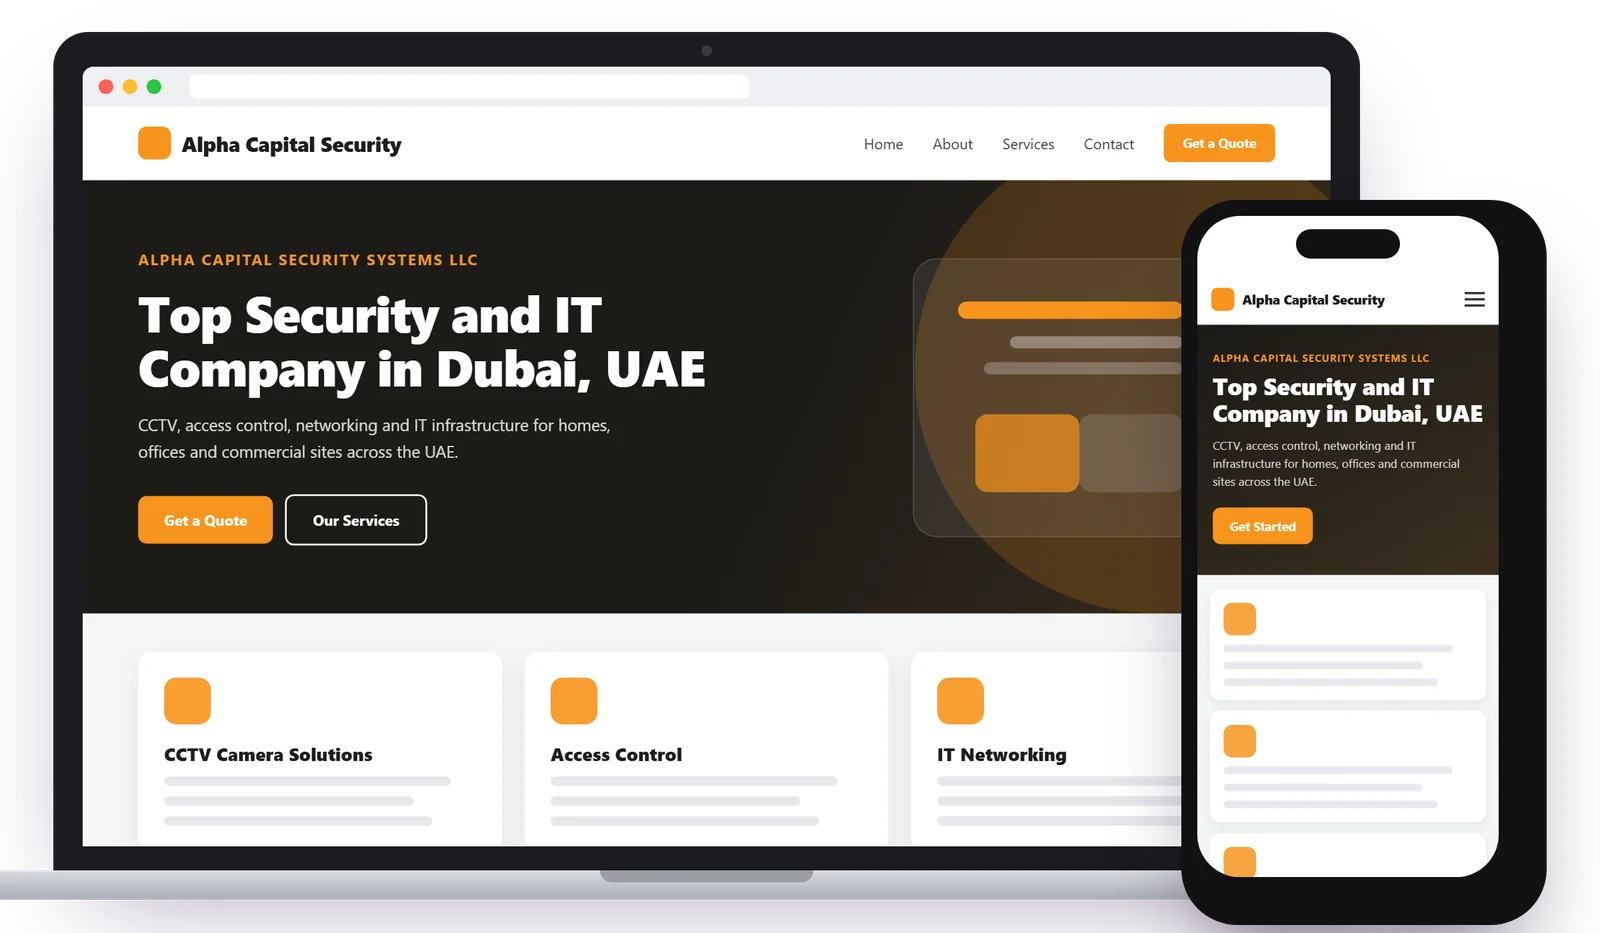 Alpha Capital Security
Home
About
Services
Contact
Get a Quote
ALPHA CAPITAL SECURITY SYSTEMS LLC
Top Security and IT
Company in Dubai, UAE
CCTV, access control, networking and IT infrastructure for homes,
offices and commercial sites across the UAE.
Get a Quote
Our Services
CCTV Camera Solutions
Access Control
IT Networking
Alpha Capital Security
ALPHA CAPITAL SECURITY SYSTEMS LLC
Top Security and IT
Company in Dubai, UAE
CCTV, access control, networking and IT
infrastructure for homes, offices and commercial
sites across the UAE.
Get Started